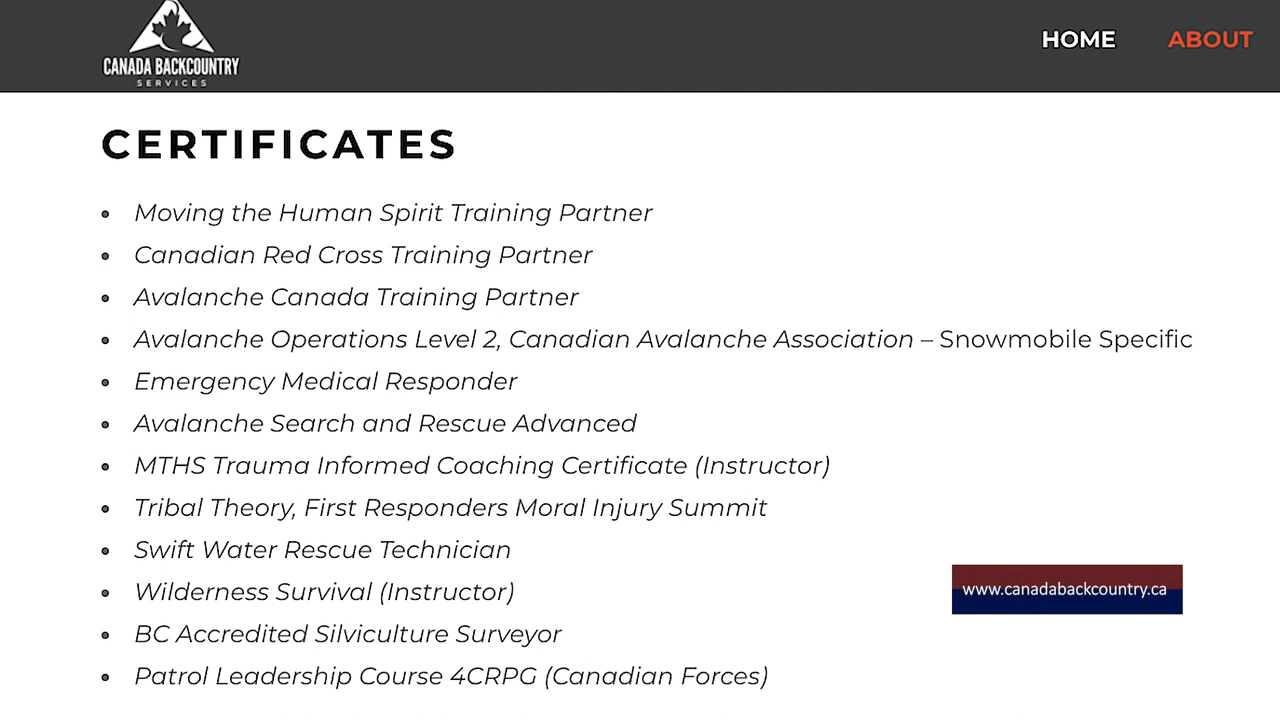 CANADA BACKCOUNTRY
SERVICES
HOME
ABOUT
CERTIFICATES
Moving the Human Spirit Training Partner
Canadian Red Cross Training Partner
Avalanche Canada Training Partner
Avalanche Operations Level 2, Canadian Avalanche Association – Snowmobile Specific
Emergency Medical Responder
Avalanche Search and Rescue Advanced
MTHS Trauma Informed Coaching Certificate (Instructor)
Tribal Theory, First Responders Moral Injury Summit
Swift Water Rescue Technician
Wilderness Survival (Instructor)
www.canadabackcountry.ca
BC Accredited Silviculture Surveyor
Patrol Leadership Course 4CRPG (Canadian Forces)